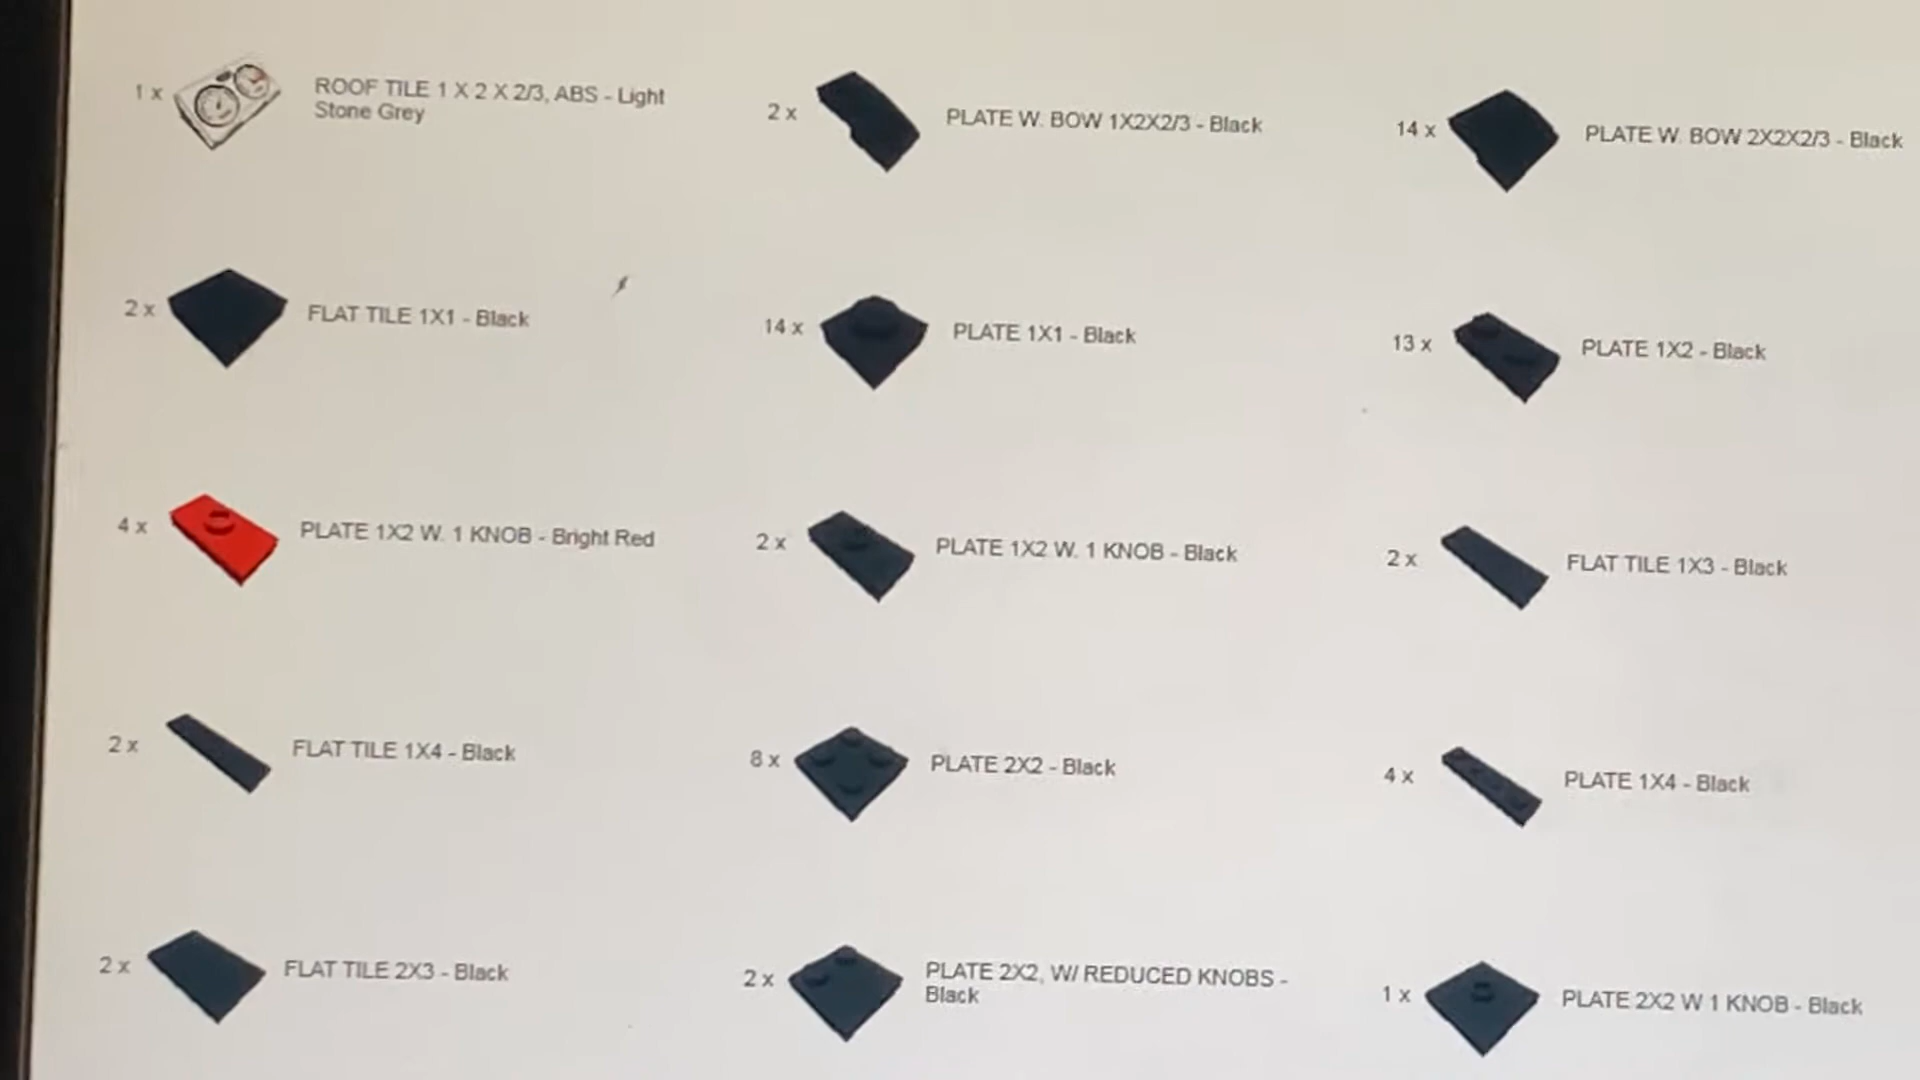 1 x ROOF TILE 1 X 2 X 2/3, ABS - Light
Stone Grey
2 x PLATE W. BOW 1X2X2/3 - Black
14 x PLATE W. BOW 2X2X2/3 - Black
2 x FLAT TILE 1X1 - Black
14 x PLATE 1X1 - Black
13 x PLATE 1X2 - Black
4 x PLATE 1X2 W. 1 KNOB - Bright Red
2 x PLATE 1X2 W. 1 KNOB - Black
2 x FLAT TILE 1X3 - Black
2 x FLAT TILE 1X4 - Black
8 x PLATE 2X2 - Black
4 x PLATE 1X4 - Black
2 x FLAT TILE 2X3 - Black
2 x PLATE 2X2, W/ REDUCED KNOBS -
Black
1 x PLATE 2X2 W 1 KNOB - Black